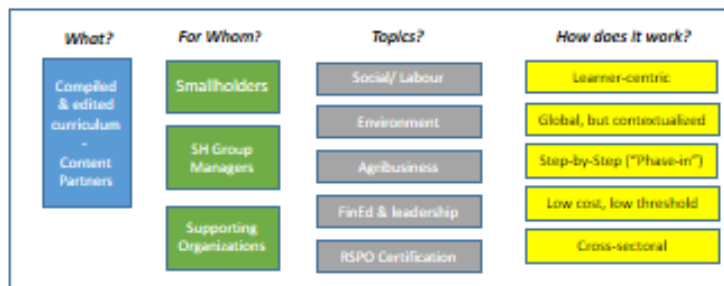 What?
Compiled
& edited
curriculum
-
Content
Partners
For Whom?
Smallholders
SH Group
Managers
Supporting
Organizations
Topics?
Social/ Labour
Environment
Agribusiness
FinEd & leadership
RSPO Certification
How does it work?
Learner-centric
Global, but contextualized
Step-by-Step ("Phase-in")
Low cost, low threshold
Cross-sectoral